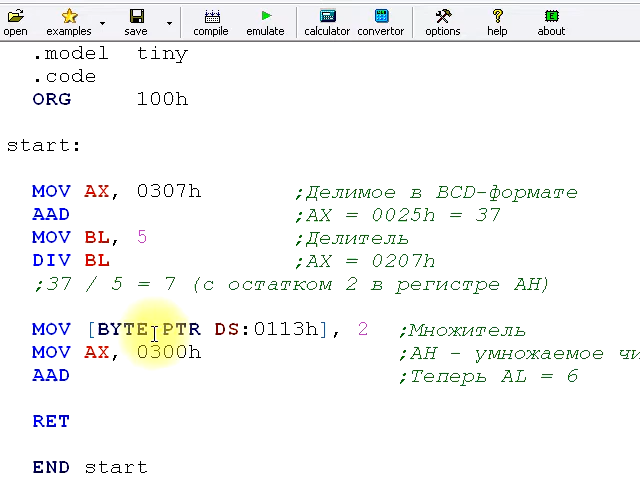 open examples save compile emulate calculator convertor options help about
.model tiny
.code
ORG 100h
start:
MOV AX, 0307h ;Делимое в BCD-формате
AAD ;AX = 0025h = 37
MOV BL, 5 ;Делитель
DIV BL ;AX = 0207h
;37 / 5 = 7 (с остатком 2 в регистре AH)
MOV [BYTE PTR DS:0113h], 2 ;Множитель
MOV AX, 0300h ;AH - умножаемое чи
AAD ;Теперь AL = 6
RET
END start